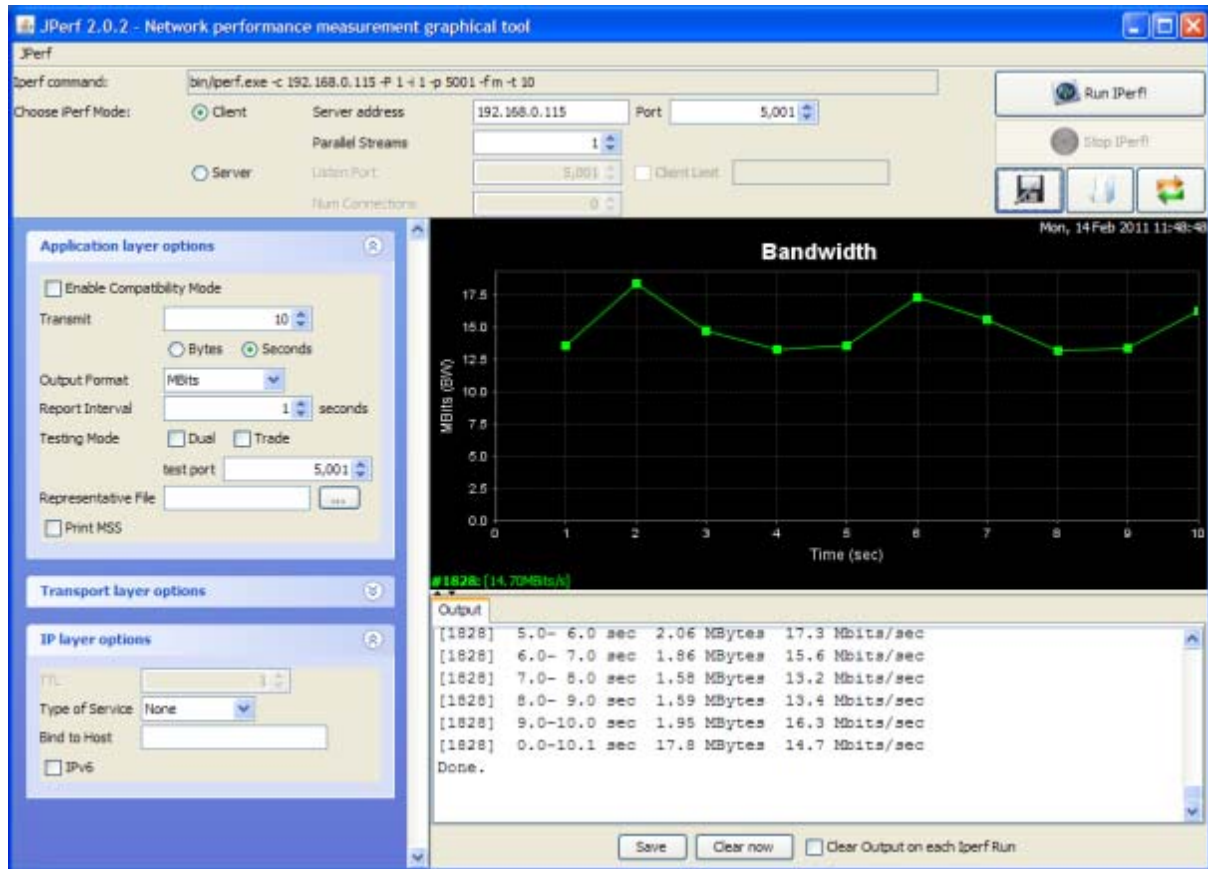 JPerf 2.0.2 - Network performance measurement graphical tool
JPerf
Iperf command:
bin/iperf.exe -c 192.168.0.115 -P 1 -i 1 -p 5001 -f m -t 10
Choose iPerf Mode:
Client
Server address
192.168.0.115
Port
5,001
Parallel Streams
1
Server
Listen Port
5,001
Client Limit
Num Connections
0
Run IPerf!
Stop IPerf!
Application layer options
Enable Compatibility Mode
Transmit
10
Bytes
Seconds
Output Format
MBits
Report Interval
1
seconds
Testing Mode
Dual
Trade
test port
5,001
Representative File
...
Print MSS
Transport layer options
IP layer options
TTL
1
Type of Service
None
Bind to Host
IPv6
Mon, 14 Feb 2011 11:48:48
Bandwidth
MBits (BW)
17.5
15.0
12.5
10.0
7.5
5.0
2.5
0.0
0 1 2 3 4 5 6 7 8 9 10
Time (sec)
#1828: [14.70MBits/s]
Output
[1828] 5.0- 6.0 sec 2.06 MBytes 17.3 Mbits/sec
[1828] 6.0- 7.0 sec 1.86 MBytes 15.6 Mbits/sec
[1828] 7.0- 8.0 sec 1.58 MBytes 13.2 Mbits/sec
[1828] 8.0- 9.0 sec 1.59 MBytes 13.4 Mbits/sec
[1828] 9.0-10.0 sec 1.95 MBytes 16.3 Mbits/sec
[1828] 0.0-10.1 sec 17.8 MBytes 14.7 Mbits/sec
Done.
Save
Clear now
Clear Output on each Iperf Run